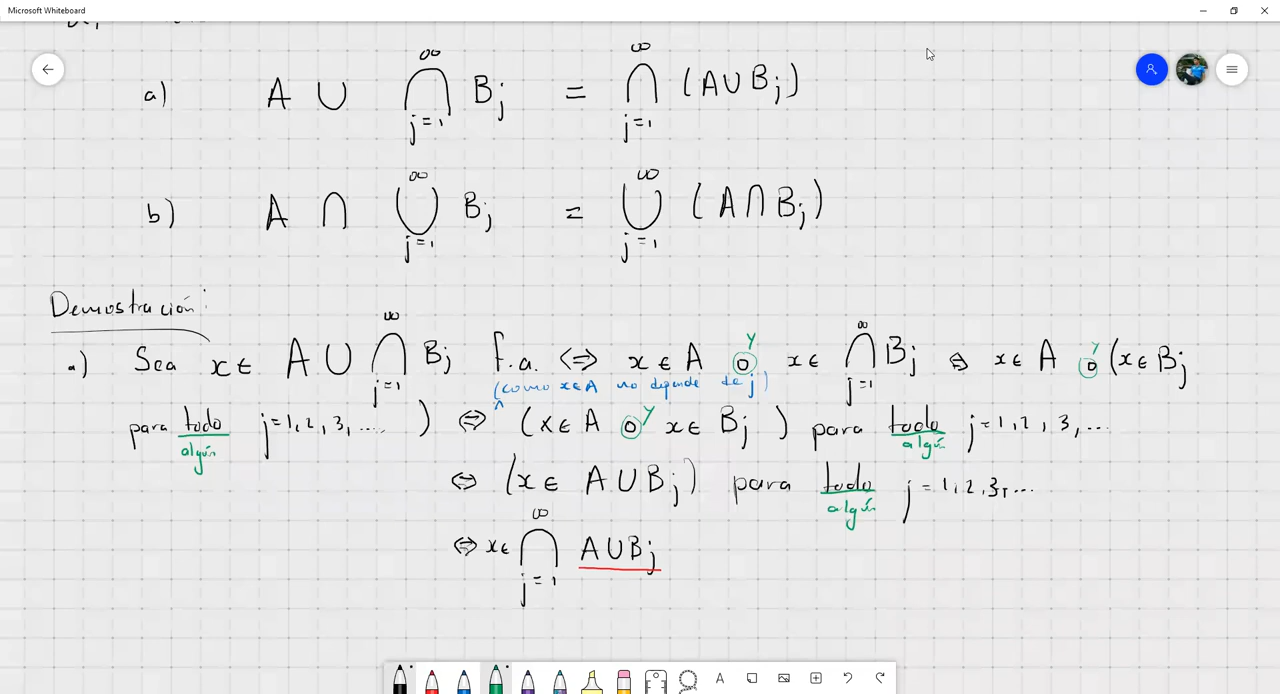 Microsoft Whiteboard
a) A ∪ ⋂_{j=1}^{∞} B_j = ⋂_{j=1}^{∞} (A∪B_j)
b) A ∩ ⋃_{j=1}^{∞} B_j = ⋃_{j=1}^{∞} (A∩B_j)
Demostración:
a) Sea x∈ A ∪ ⋂_{j=1}^{∞} B_j f.a. ⇔ x∈A o x∈ ⋂_{j=1}^{∞} B_j ⇔ x∈A o (x∈B_j
y y
(como x∈A no depende de j)
para todo j=1,2,3,.... ) ⇔ (x∈A o x∈B_j) para todo j=1,2,3,...
algún y algún
⇔ (x∈ A∪B_j) para todo j=1,2,3,...
algún
⇔ x∈ ⋂_{j=1}^{∞} A∪B_j
A